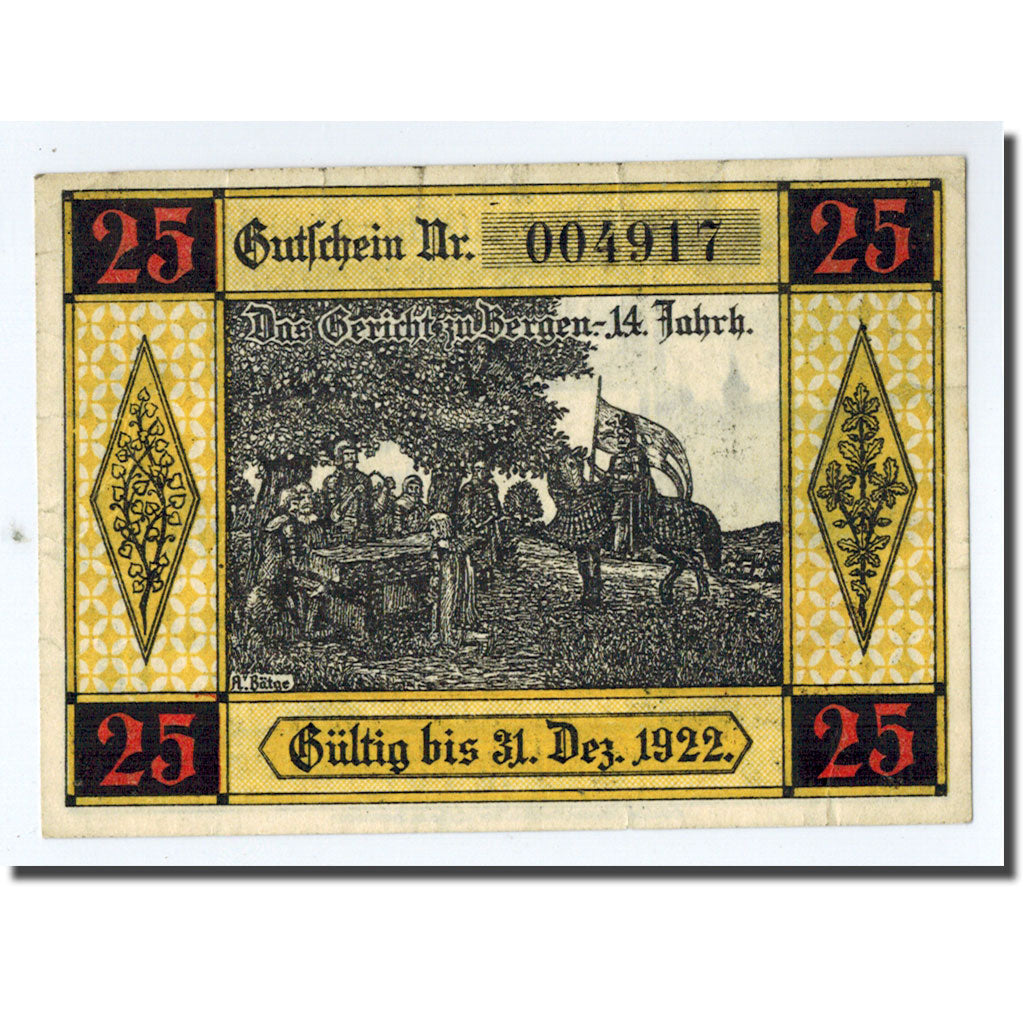 25 Gutschein Nr. 004917 25
Das Gericht zu Bergen - 14. Jahrh.
A. Bätge
25 Gültig bis 31. Dez. 1922. 25